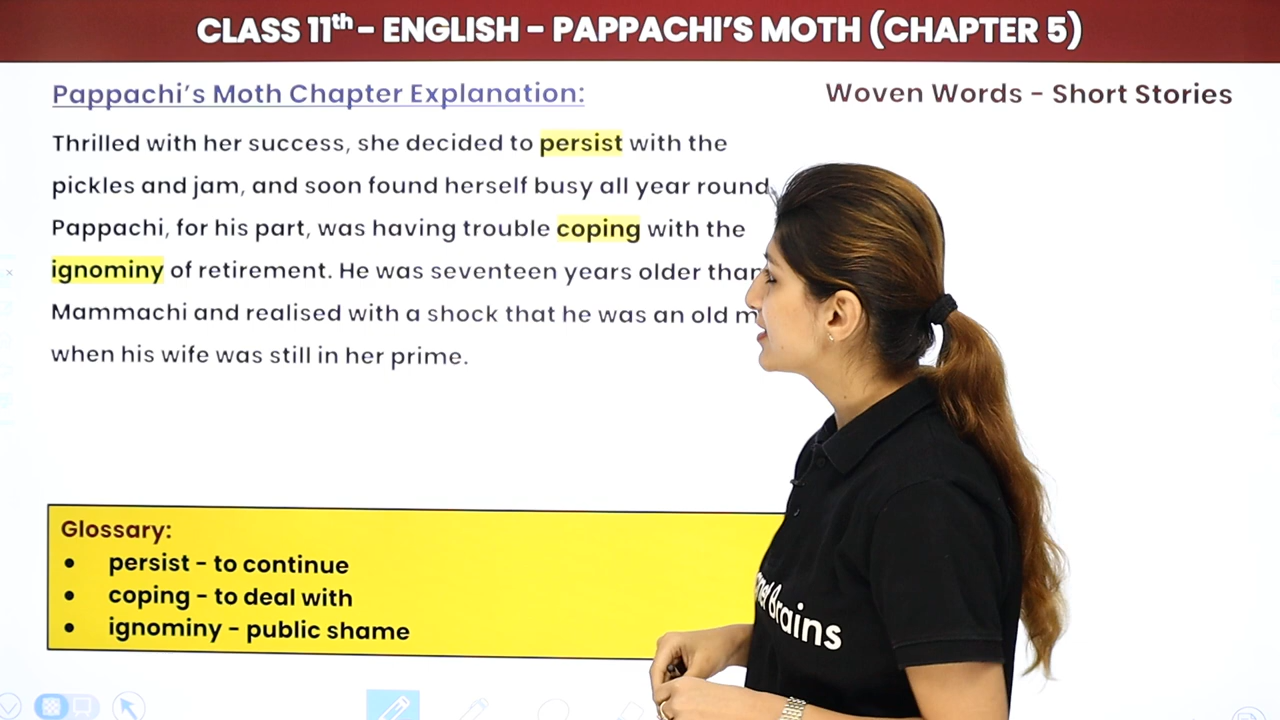 CLASS 11th - ENGLISH - PAPPACHI'S MOTH (CHAPTER 5)
Pappachi's Moth Chapter Explanation:
Woven Words - Short Stories
Thrilled with her success, she decided to persist with the
pickles and jam, and soon found herself busy all year round
Pappachi, for his part, was having trouble coping with the
ignominy of retirement. He was seventeen years older than
Mammachi and realised with a shock that he was an old
when his wife was still in her prime.
Glossary:
• persist - to continue
• coping - to deal with
• ignominy - public shame
Brains